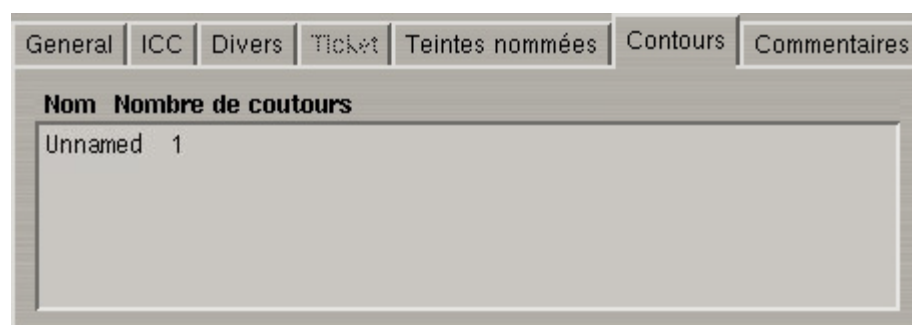 General ICC Divers Ticket Teintes nommées Contours Commentaires
Nom Nombre de coutours
Unnamed 1